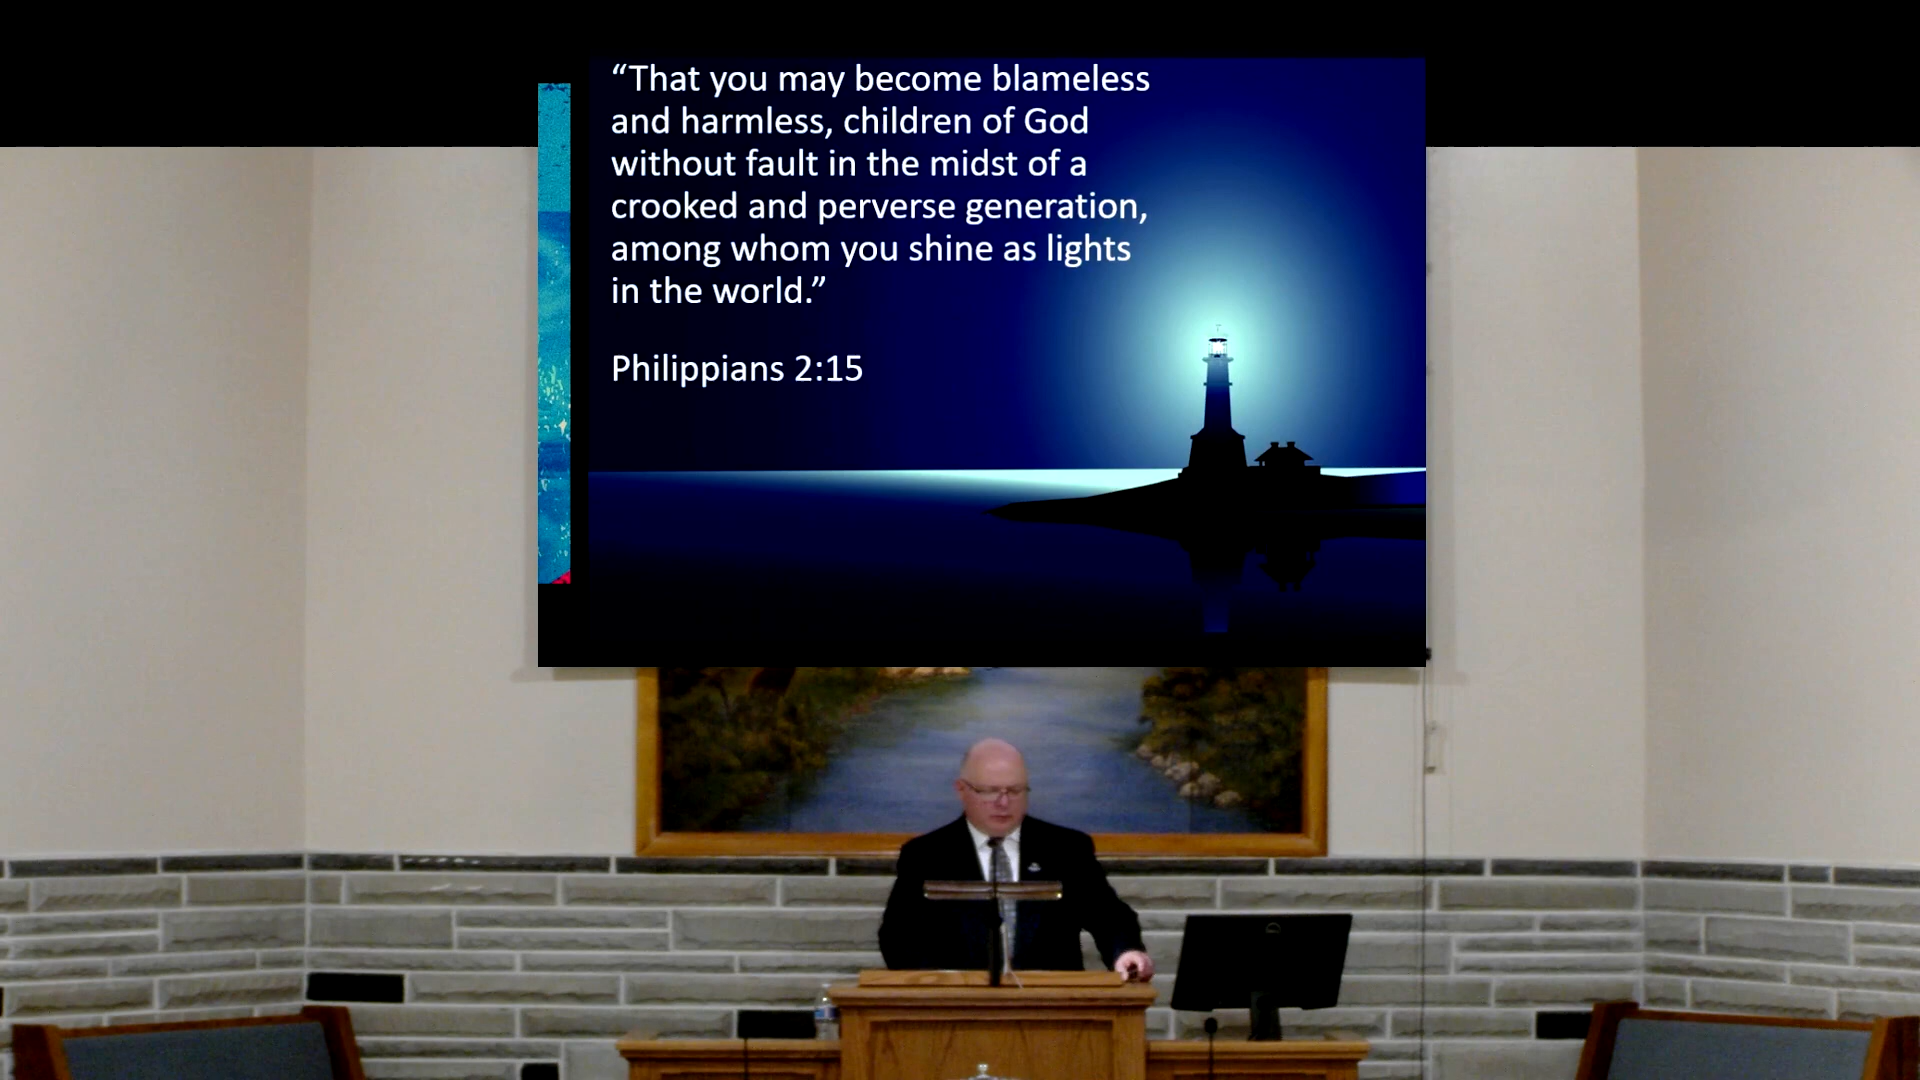 “That you may become blameless
and harmless, children of God
without fault in the midst of a
crooked and perverse generation,
among whom you shine as lights
in the world.”
Philippians 2:15